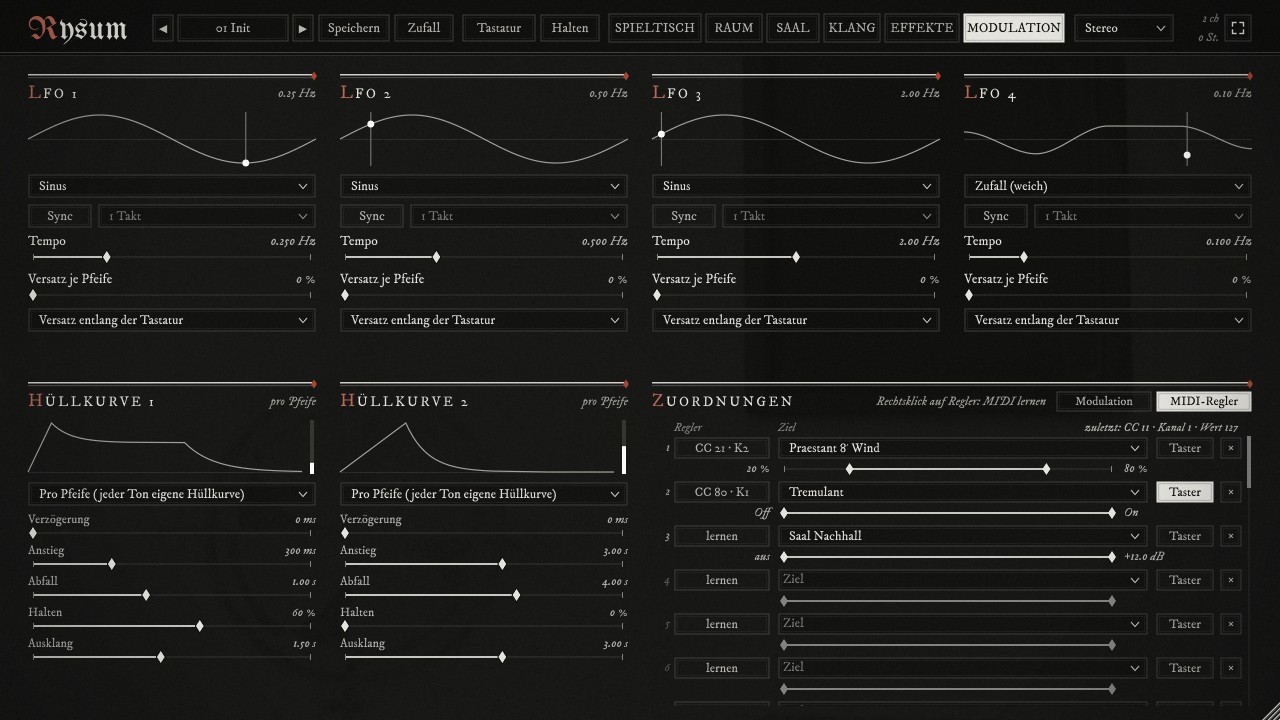 Rysum ◀ 01 Init ▶ Speichern Zufall Tastatur Halten SPIELTISCH RAUM SAAL KLANG EFFEKTE MODULATION Stereo 2 ch
0 St.
LFO 1 0.25 Hz LFO 2 0.50 Hz LFO 3 2.00 Hz LFO 4 0.10 Hz
Sinus Sinus Sinus Zufall (weich)
Sync 1 Takt Sync 1 Takt Sync 1 Takt Sync 1 Takt
Tempo 0.250 Hz Tempo 0.500 Hz Tempo 2.00 Hz Tempo 0.100 Hz
Versatz je Pfeife 0 % Versatz je Pfeife 0 % Versatz je Pfeife 0 % Versatz je Pfeife 0 %
Versatz entlang der Tastatur Versatz entlang der Tastatur Versatz entlang der Tastatur Versatz entlang der Tastatur
HÜLLKURVE 1 pro Pfeife HÜLLKURVE 2 pro Pfeife ZUORDNUNGEN Rechtsklick auf Regler: MIDI lernen Modulation MIDI-Regler
Regler Ziel zuletzt: CC 11 · Kanal 1 · Wert 127
1 CC 21 · K2 Praestant 8' Wind Taster ×
20 % 80 %
Pro Pfeife (jeder Ton eigene Hüllkurve) Pro Pfeife (jeder Ton eigene Hüllkurve) 2 CC 80 · K1 Tremulant Taster ×
Off On
Verzögerung 0 ms Verzögerung 0 ms
3 lernen Saal Nachhall Taster ×
Anstieg 300 ms Anstieg 3.00 s aus +12.0 dB
Abfall 1.00 s Abfall 4.00 s 4 lernen Ziel Taster ×
Halten 60 % Halten 0 %
5 lernen Ziel Taster ×
Ausklang 1.50 s Ausklang 3.00 s
6 lernen Ziel Taster ×